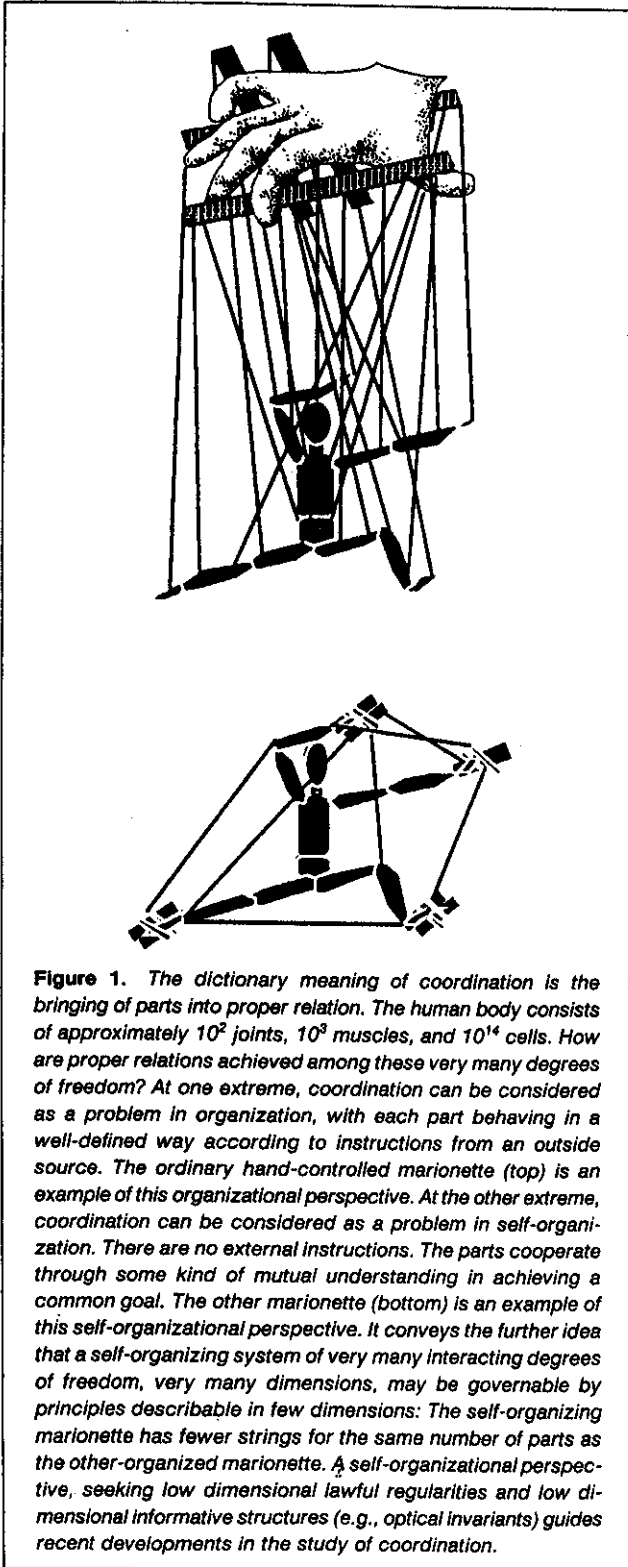 Figure 1. The dictionary meaning of coordination is the
bringing of parts into proper relation. The human body consists
of approximately 10² joints, 10³ muscles, and 10¹⁴ cells. How
are proper relations achieved among these very many degrees
of freedom? At one extreme, coordination can be considered
as a problem in organization, with each part behaving in a
well-defined way according to instructions from an outside
source. The ordinary hand-controlled marionette (top) is an
example of this organizational perspective. At the other extreme,
coordination can be considered as a problem in self-organi-
zation. There are no external instructions. The parts cooperate
through some kind of mutual understanding in achieving a
common goal. The other marionette (bottom) is an example of
this self-organizational perspective. It conveys the further idea
that a self-organizing system of very many interacting degrees
of freedom, very many dimensions, may be governable by
principles describable in few dimensions: The self-organizing
marionette has fewer strings for the same number of parts as
the other-organized marionette. A self-organizational perspec-
tive, seeking low dimensional lawful regularities and low di-
mensional informative structures (e.g., optical invariants) guides
recent developments in the study of coordination.